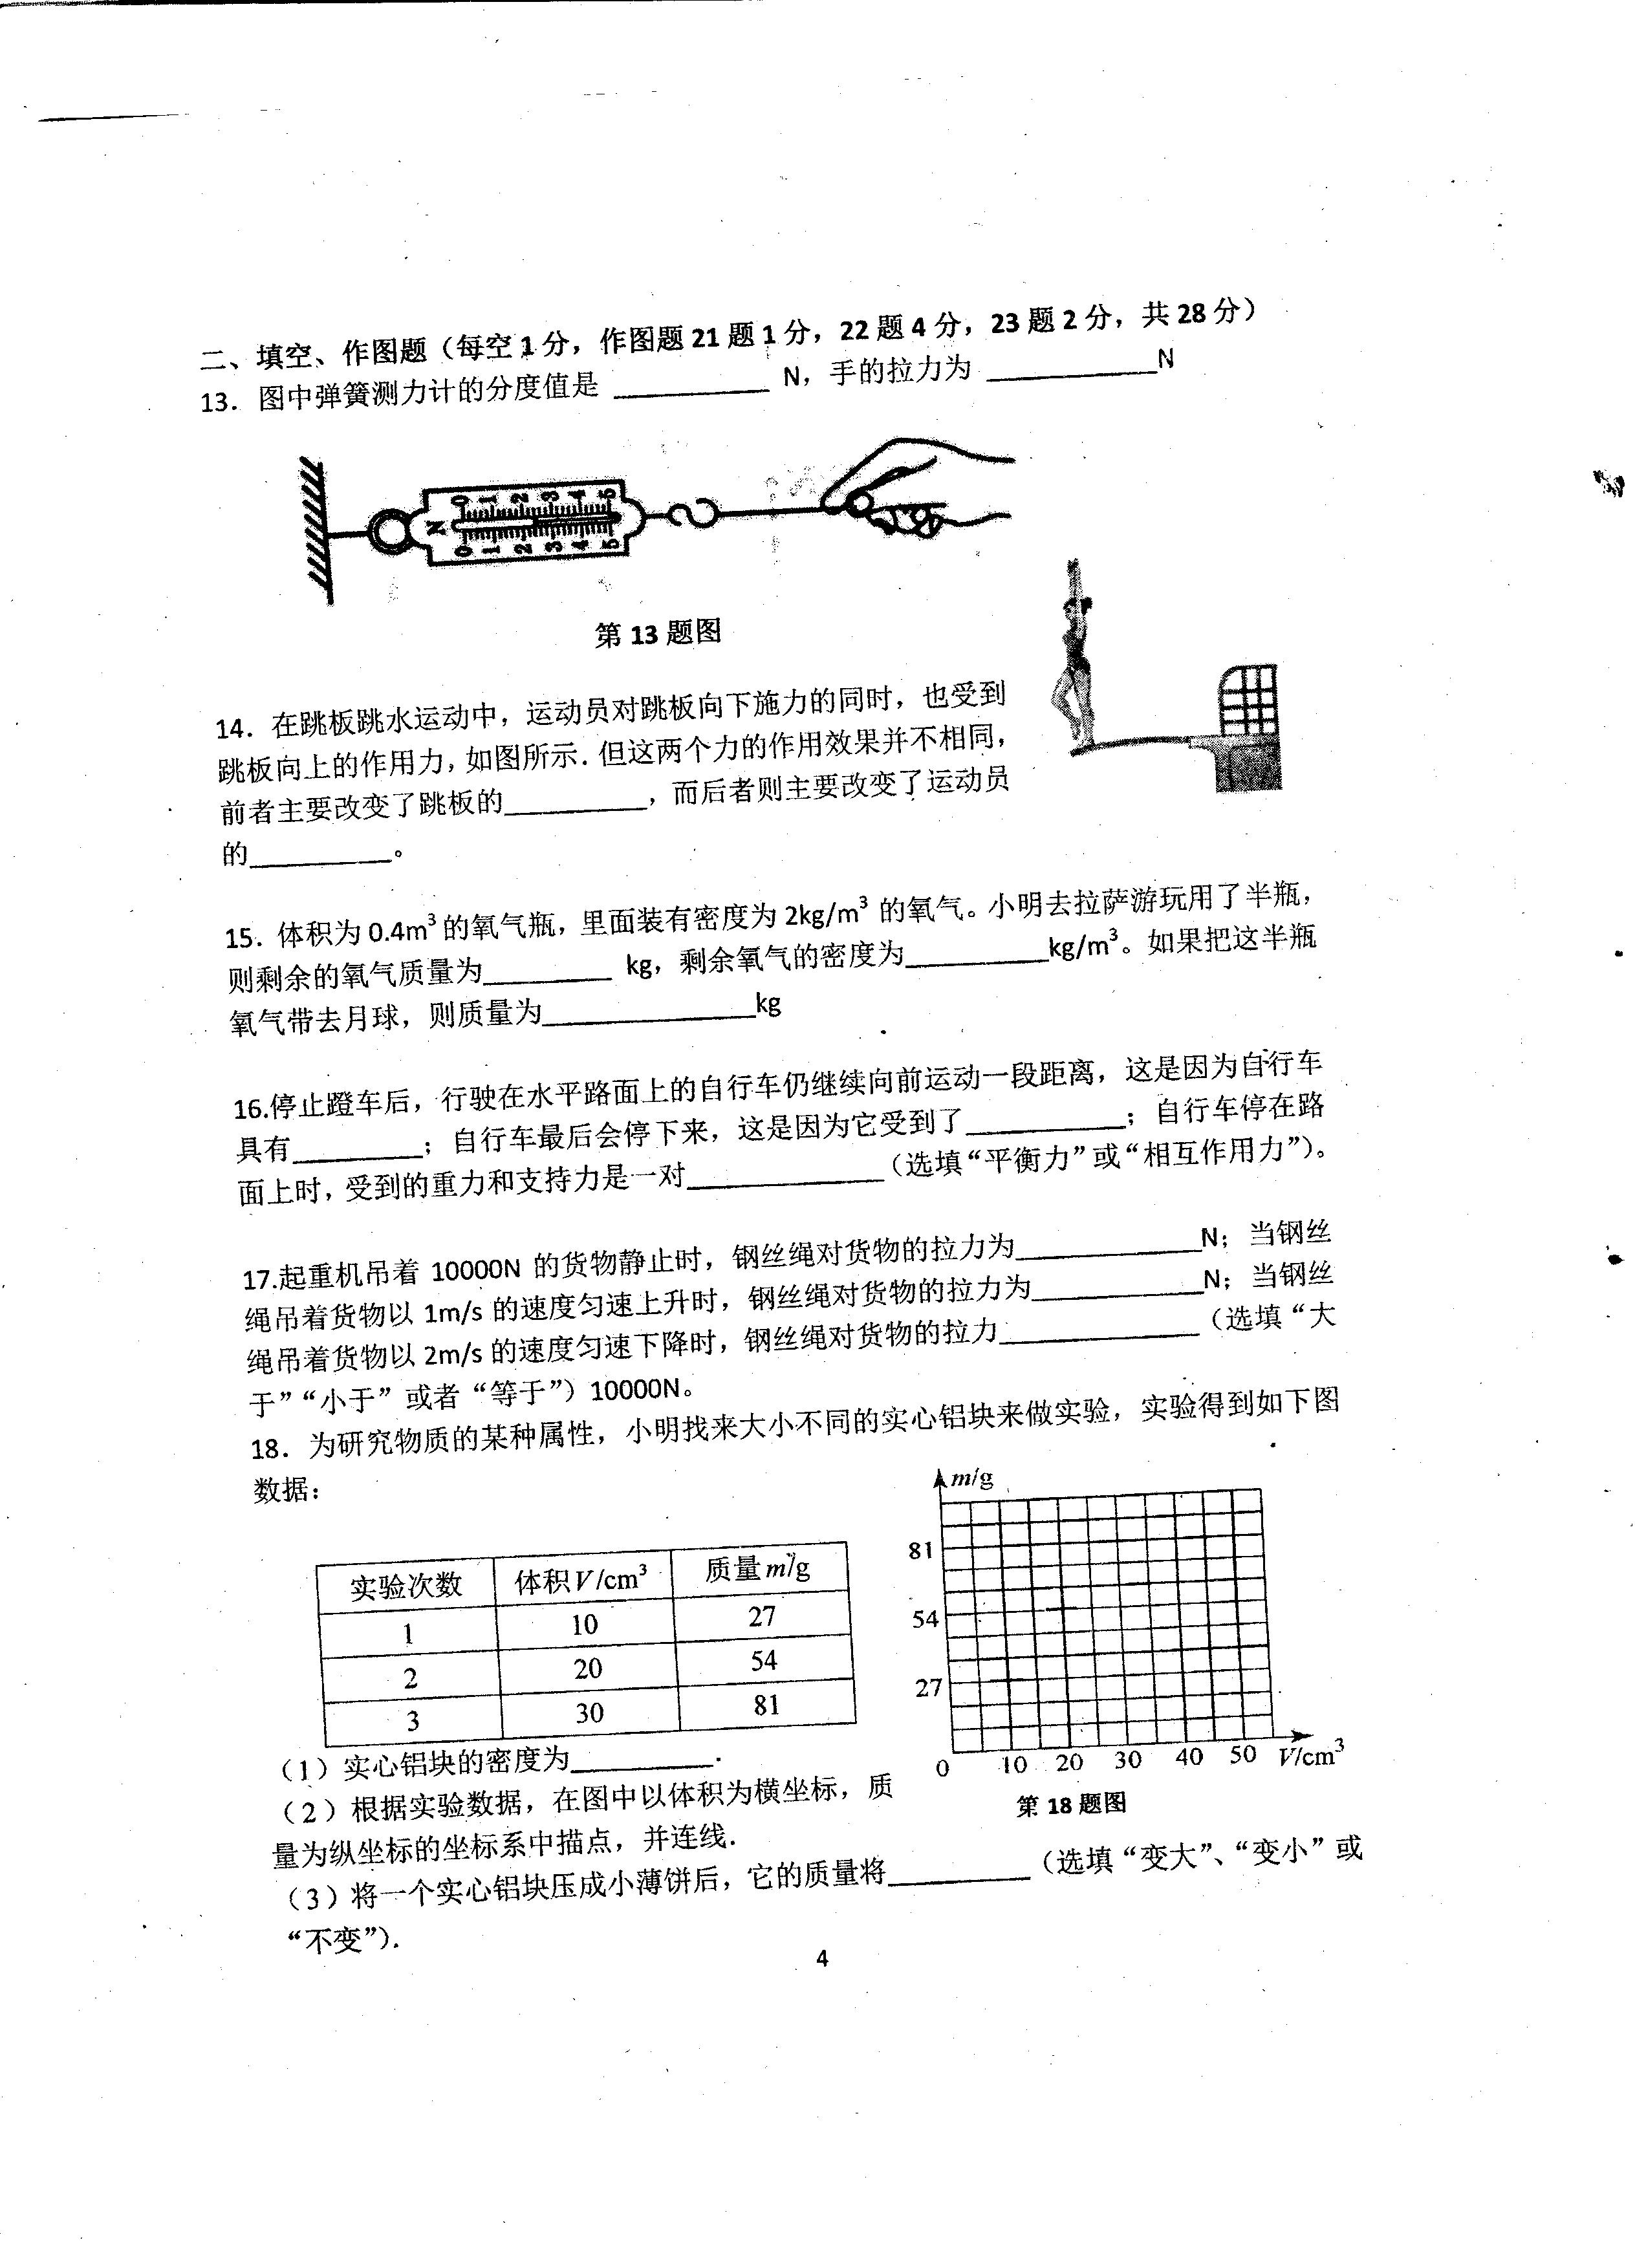 二、填空、作图题（每空1分，作图题21题1分，22题4分，23题2分，共28分）
13．图中弹簧测力计的分度值是 ________ N，手的拉力为 ________N
N
0 1 2 3 4 5
0 1 2 3 4 5
第13题图
14．在跳板跳水运动中，运动员对跳板向下施力的同时，也受到
跳板向上的作用力，如图所示．但这两个力的作用效果并不相同，
前者主要改变了跳板的________，而后者则主要改变了运动员
的________。
15．体积为0.4m³的氧气瓶，里面装有密度为2kg/m³ 的氧气。小明去拉萨游玩用了半瓶，
则剩余的氧气质量为________ kg，剩余氧气的密度为________kg/m³。如果把这半瓶
氧气带去月球，则质量为________kg
16.停止蹬车后，行驶在水平路面上的自行车仍继续向前运动一段距离，这是因为自行车
具有________；自行车最后会停下来，这是因为它受到了________；自行车停在路
面上时，受到的重力和支持力是一对________（选填“平衡力”或“相互作用力”）。
17.起重机吊着 10000N 的货物静止时，钢丝绳对货物的拉力为________N；当钢丝
绳吊着货物以 1m/s 的速度匀速上升时，钢丝绳对货物的拉力为________N；当钢丝
绳吊着货物以 2m/s 的速度匀速下降时，钢丝绳对货物的拉力________（选填“大
于”“小于”或者“等于”）10000N。
18．为研究物质的某种属性，小明找来大小不同的实心铝块来做实验，实验得到如下图
数据：
实验次数 体积V/cm³ 质量m/g
1 10 27
2 20 54
3 30 81
m/g
81
54
27
0 10 20 30 40 50 V/cm³
第18题图
（1）实心铝块的密度为________．
（2）根据实验数据，在图中以体积为横坐标，质
量为纵坐标的坐标系中描点，并连线．
（3）将一个实心铝块压成小薄饼后，它的质量将________（选填“变大”、“变小”或
“不变”）．
4